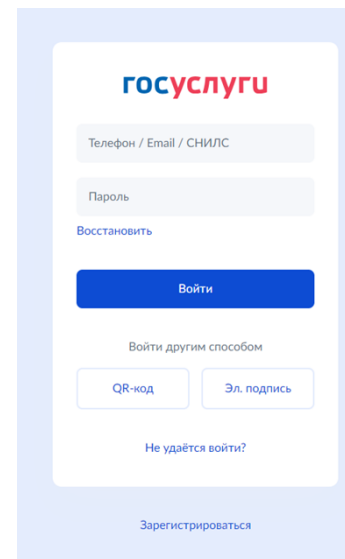 госуслуги
Телефон / Email / СНИЛС
Пароль
Восстановить
Войти
Войти другим способом
QR-код Эл. подпись
Не удаётся войти?
Зарегистрироваться